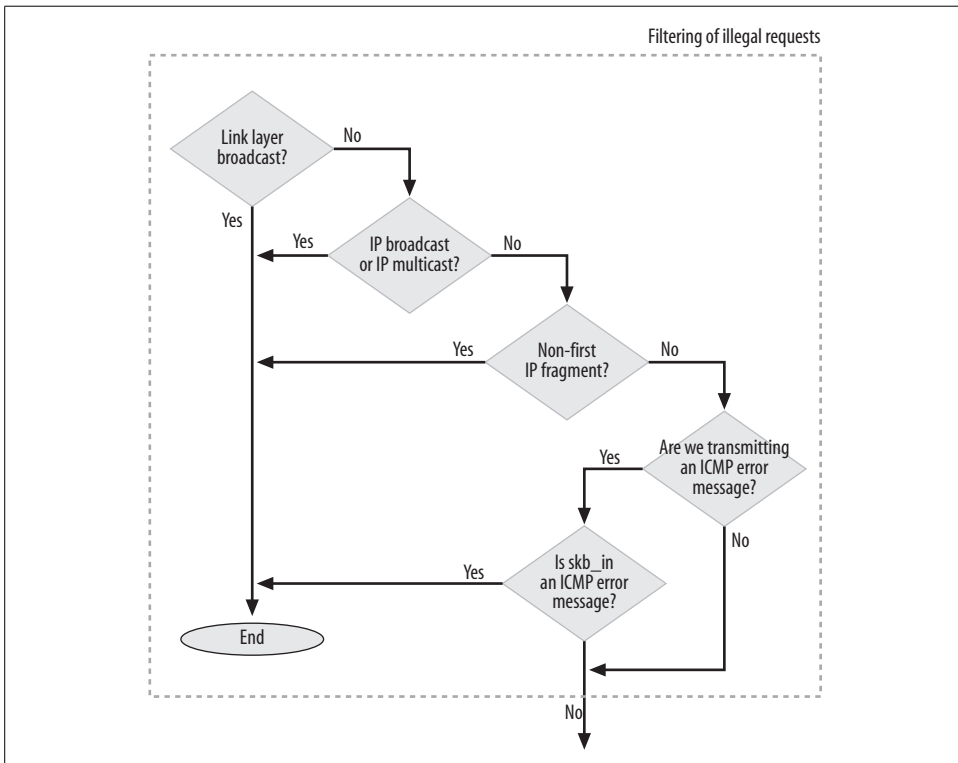 Filtering of illegal requests
Link layer
broadcast?
No
Yes
IP broadcast
or IP multicast?
Yes
No
Non-first
IP fragment?
Yes
No
Are we transmitting
an ICMP error
message?
Yes
No
Is skb_in
an ICMP error
message?
Yes
End
No